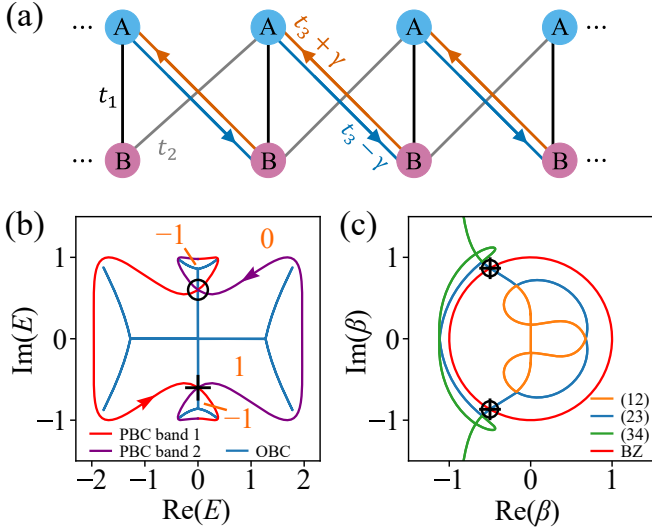 (a)
... A A A A ...
t₁ t₂ t₃+γ t₃−γ
... B B B B ...
(b)
Im(E)
1
0
−1
−1
0
1
−1
PBC band 1
PBC band 2
OBC
−2 −1 0 1 2
Re(E)
(c)
Im(β)
1
0
−1
(12)
(23)
(34)
BZ
−1 0 1
Re(β)